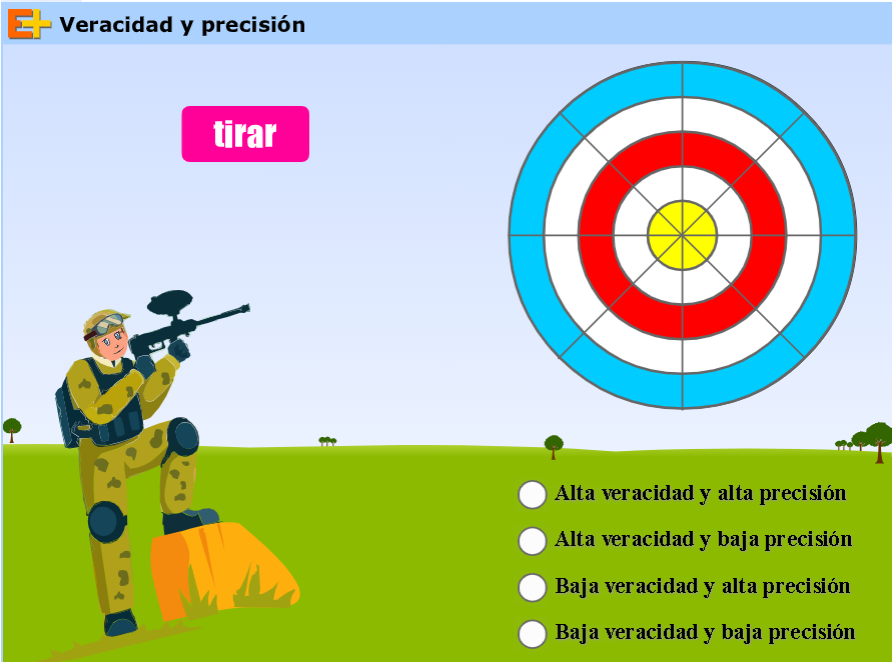 E+ Veracidad y precisión
tirar
Alta veracidad y alta precisión
Alta veracidad y baja precisión
Baja veracidad y alta precisión
Baja veracidad y baja precisión